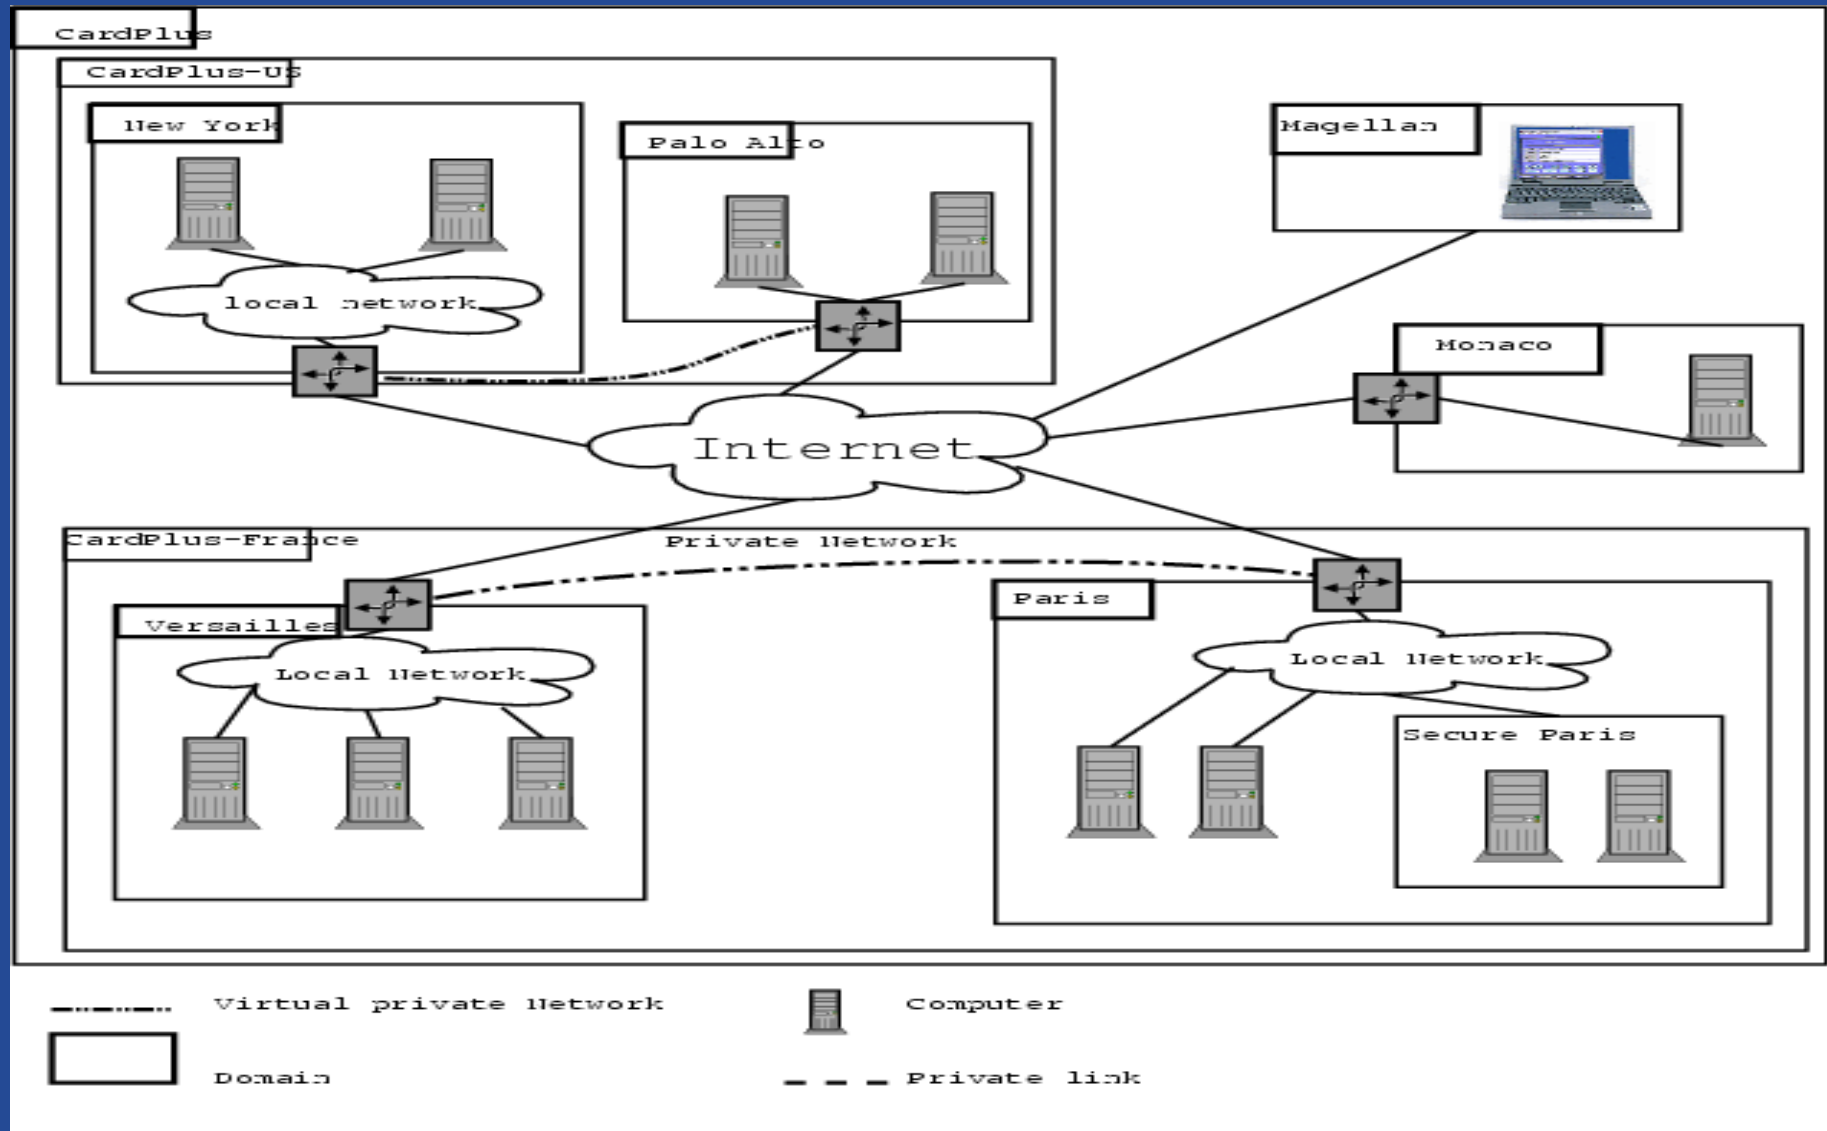 CardPlus
CardPlus-US
New York
Palo Alto
Magellan
local network
Monaco
Internet
CardPlus-France
Private Network
Versailles
Paris
Local Network
Local Network
Secure Paris
Virtual private Network
Computer
Domain
Private link